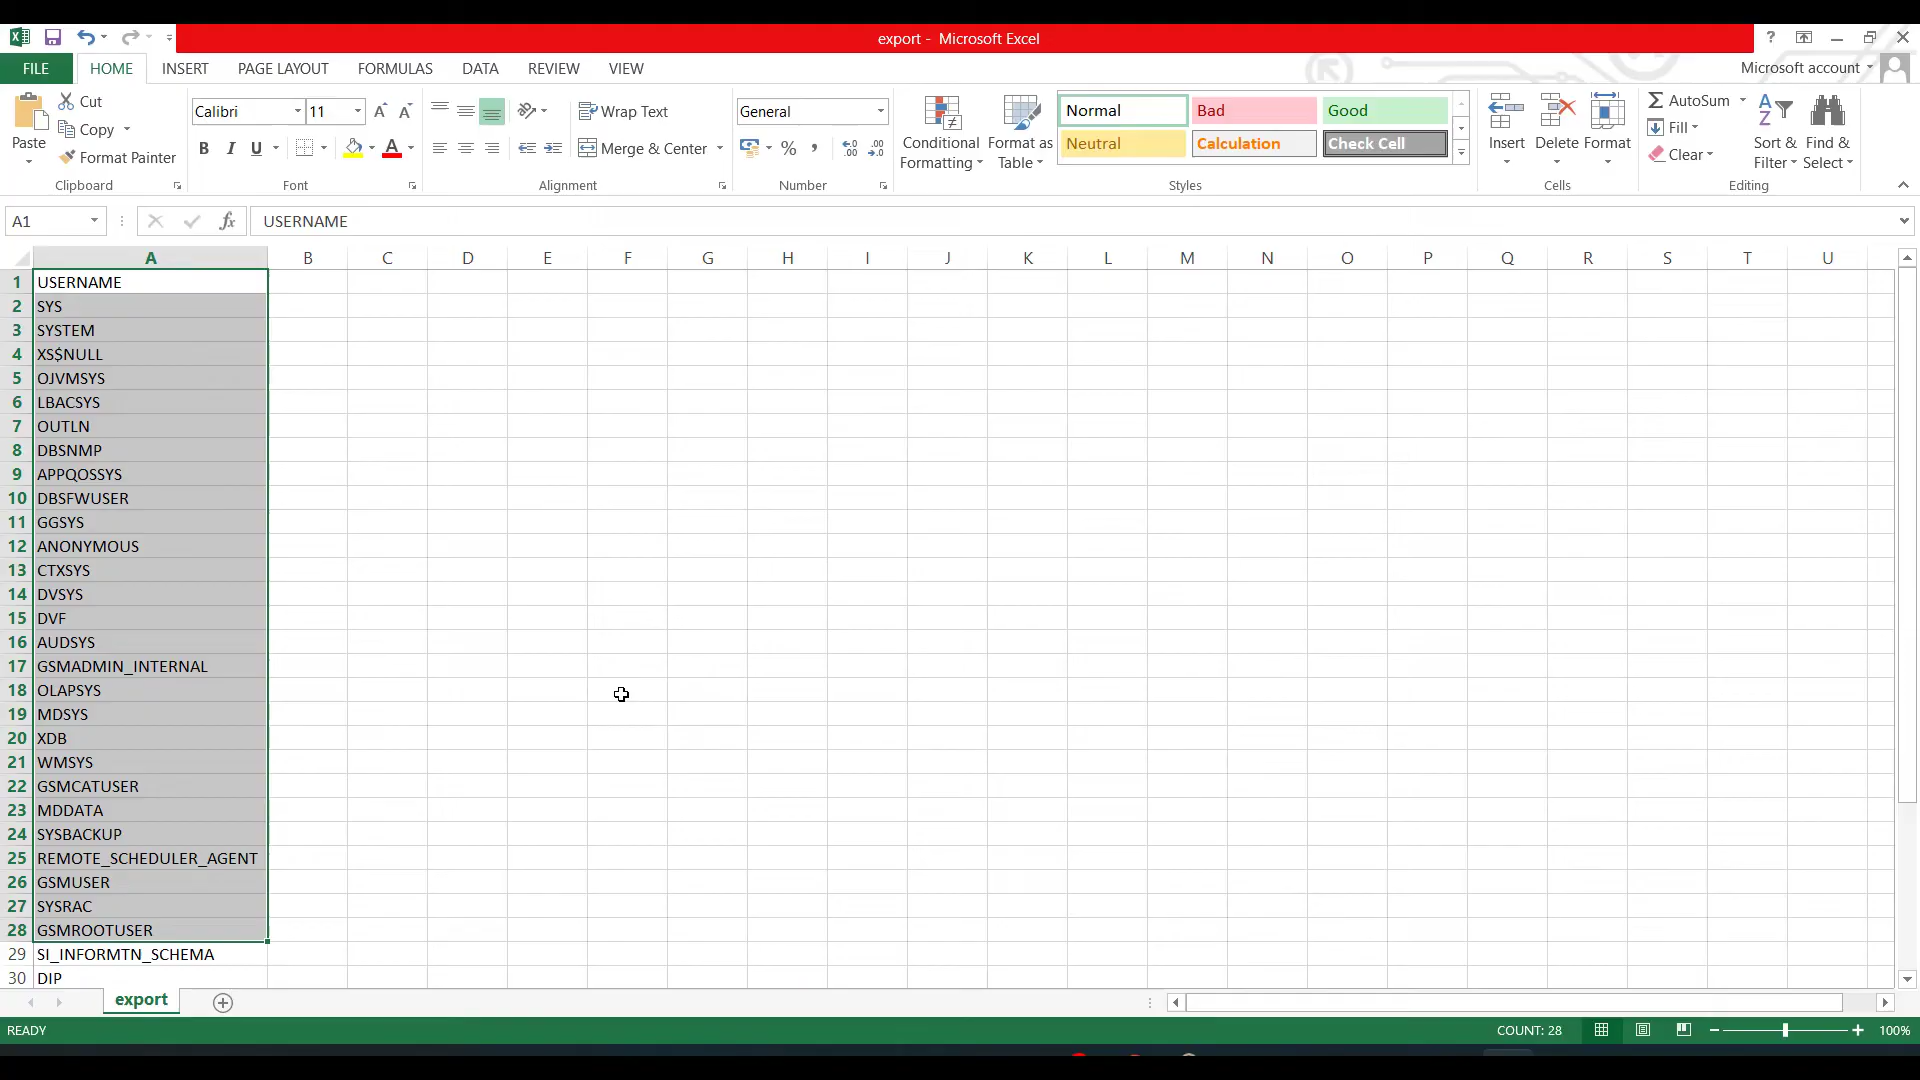 export - Microsoft Excel
?
FILE HOME INSERT PAGE LAYOUT FORMULAS DATA REVIEW VIEW Microsoft account
Paste
Cut
Copy
Format Painter
Clipboard
Calibri 11
B I U
Font
Wrap Text
Merge & Center
Alignment
General
%
Number
Conditional Formatting
Format as Table
Normal Bad Good
Neutral Calculation Check Cell
Styles
Insert Delete Format
Cells
AutoSum
Fill
Clear
Sort & Filter
Find & Select
Editing
A1 fx USERNAME
A B C D E F G H I J K L M N O P Q R S T U
1 USERNAME
2 SYS
3 SYSTEM
4 XS$NULL
5 OJVMSYS
6 LBACSYS
7 OUTLN
8 DBSNMP
9 APPQOSSYS
10 DBSFWUSER
11 GGSYS
12 ANONYMOUS
13 CTXSYS
14 DVSYS
15 DVF
16 AUDSYS
17 GSMADMIN_INTERNAL
18 OLAPSYS
19 MDSYS
20 XDB
21 WMSYS
22 GSMCATUSER
23 MDDATA
24 SYSBACKUP
25 REMOTE_SCHEDULER_AGENT
26 GSMUSER
27 SYSRAC
28 GSMROOTUSER
29 SI_INFORMTN_SCHEMA
30 DIP
export
READY COUNT: 28 100%